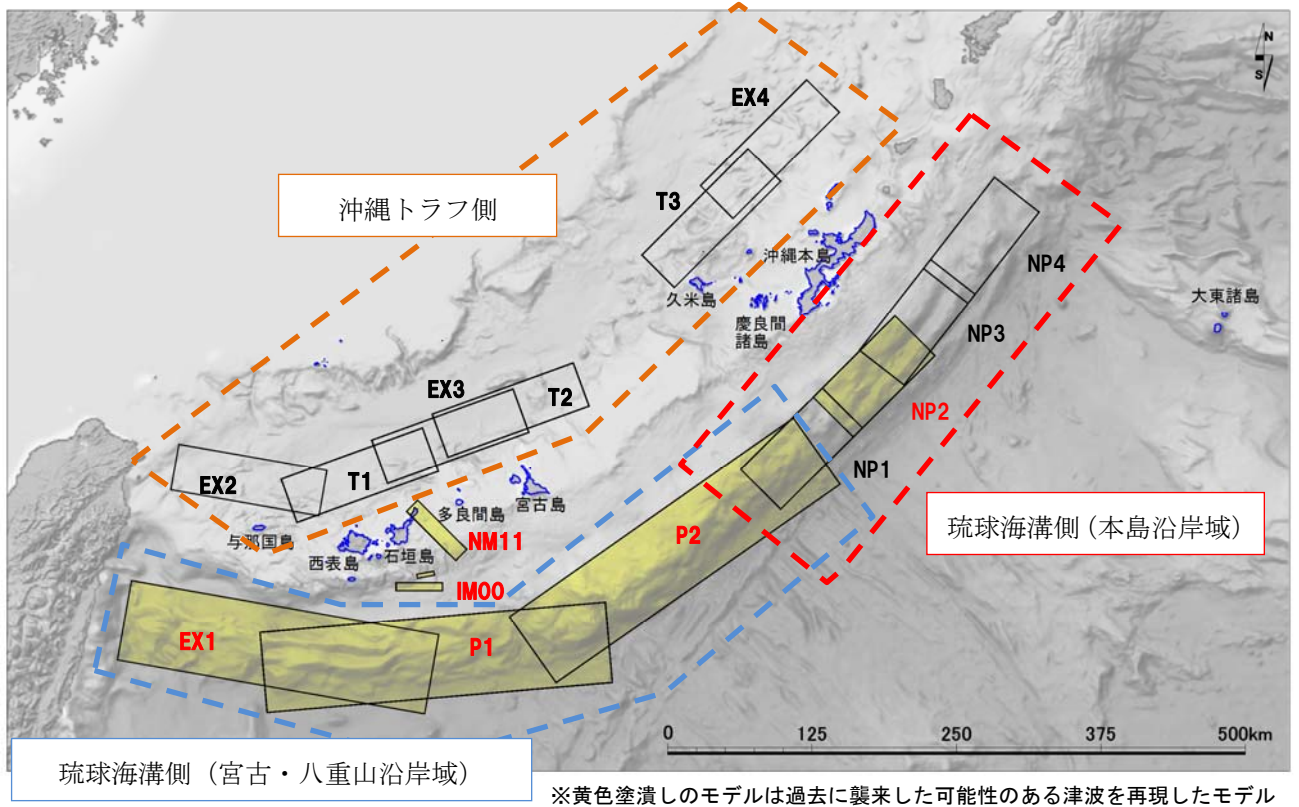 N
S
EX4
沖縄トラフ側
T3
沖縄本島
NP4
久米島
大東諸島
慶良間
諸島
NP3
EX3
T2
NP2
EX2
T1
宮古島
NP1
多良間島
琉球海溝側(本島沿岸域)
与那国島
西表島
石垣島
NM11
P2
IM00
EX1
P1
0
125
250
375
500km
琉球海溝側(宮古・八重山沿岸域)
※黄色塗潰しのモデルは過去に襲来した可能性のある津波を再現したモデル